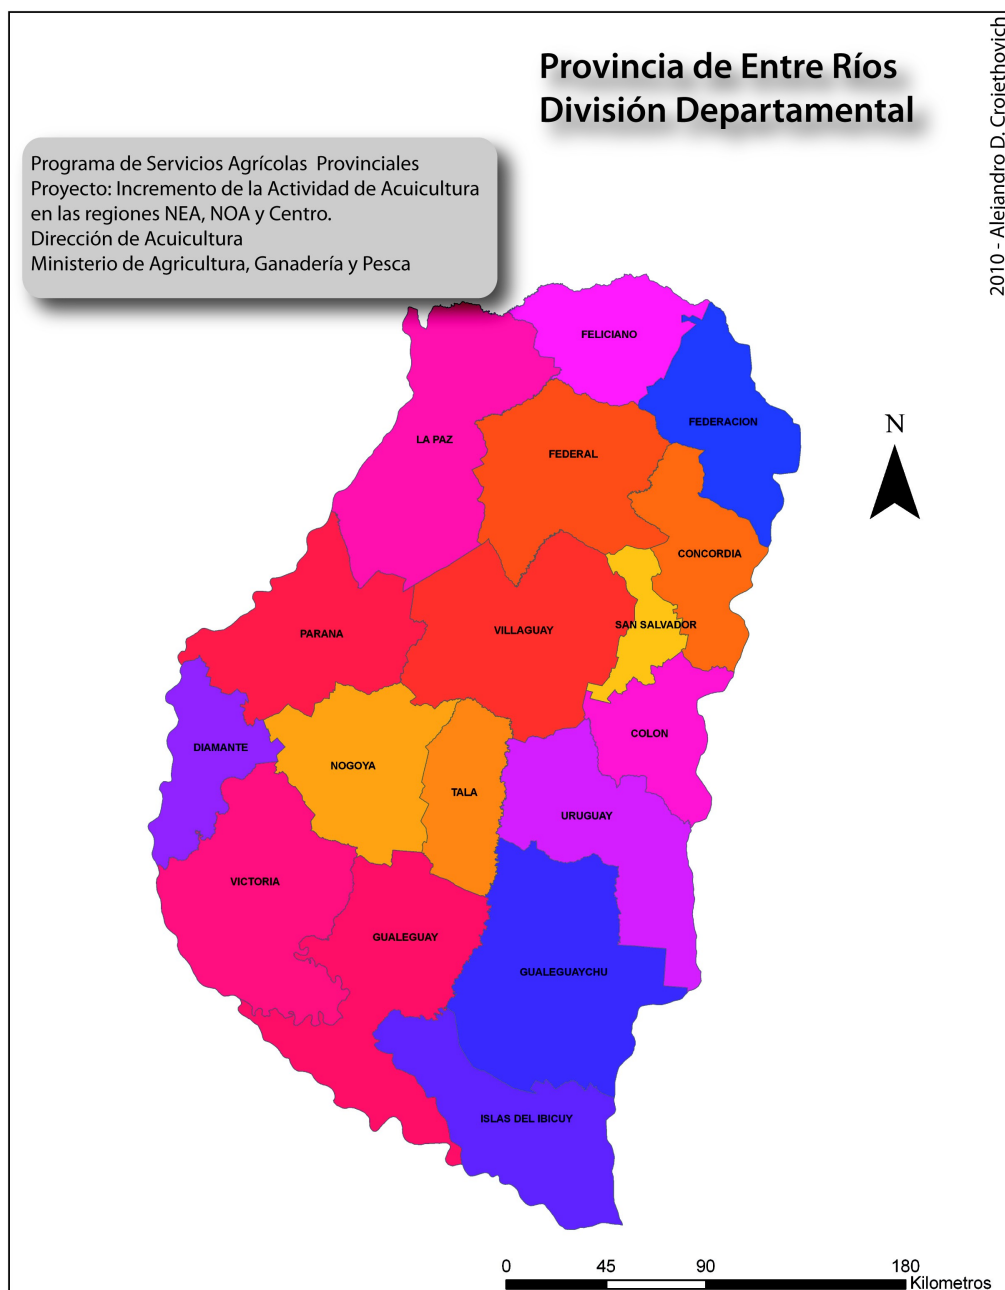 Provincia de Entre Ríos
División Departamental
2010 - Alejandro D. Crojethovich
Programa de Servicios Agrícolas Provinciales
Proyecto: Incremento de la Actividad de Acuicultura
en las regiones NEA, NOA y Centro.
Dirección de Acuicultura
Ministerio de Agricultura, Ganadería y Pesca
FELICIANO
FEDERACION
LA PAZ
FEDERAL
N
CONCORDIA
SAN SALVADOR
PARANA
VILLAGUAY
COLON
DIAMANTE
NOGOYA
TALA
URUGUAY
VICTORIA
GUALEGUAY
GUALEGUAYCHU
ISLAS DEL IBICUY
0 45 90 180
Kilometros